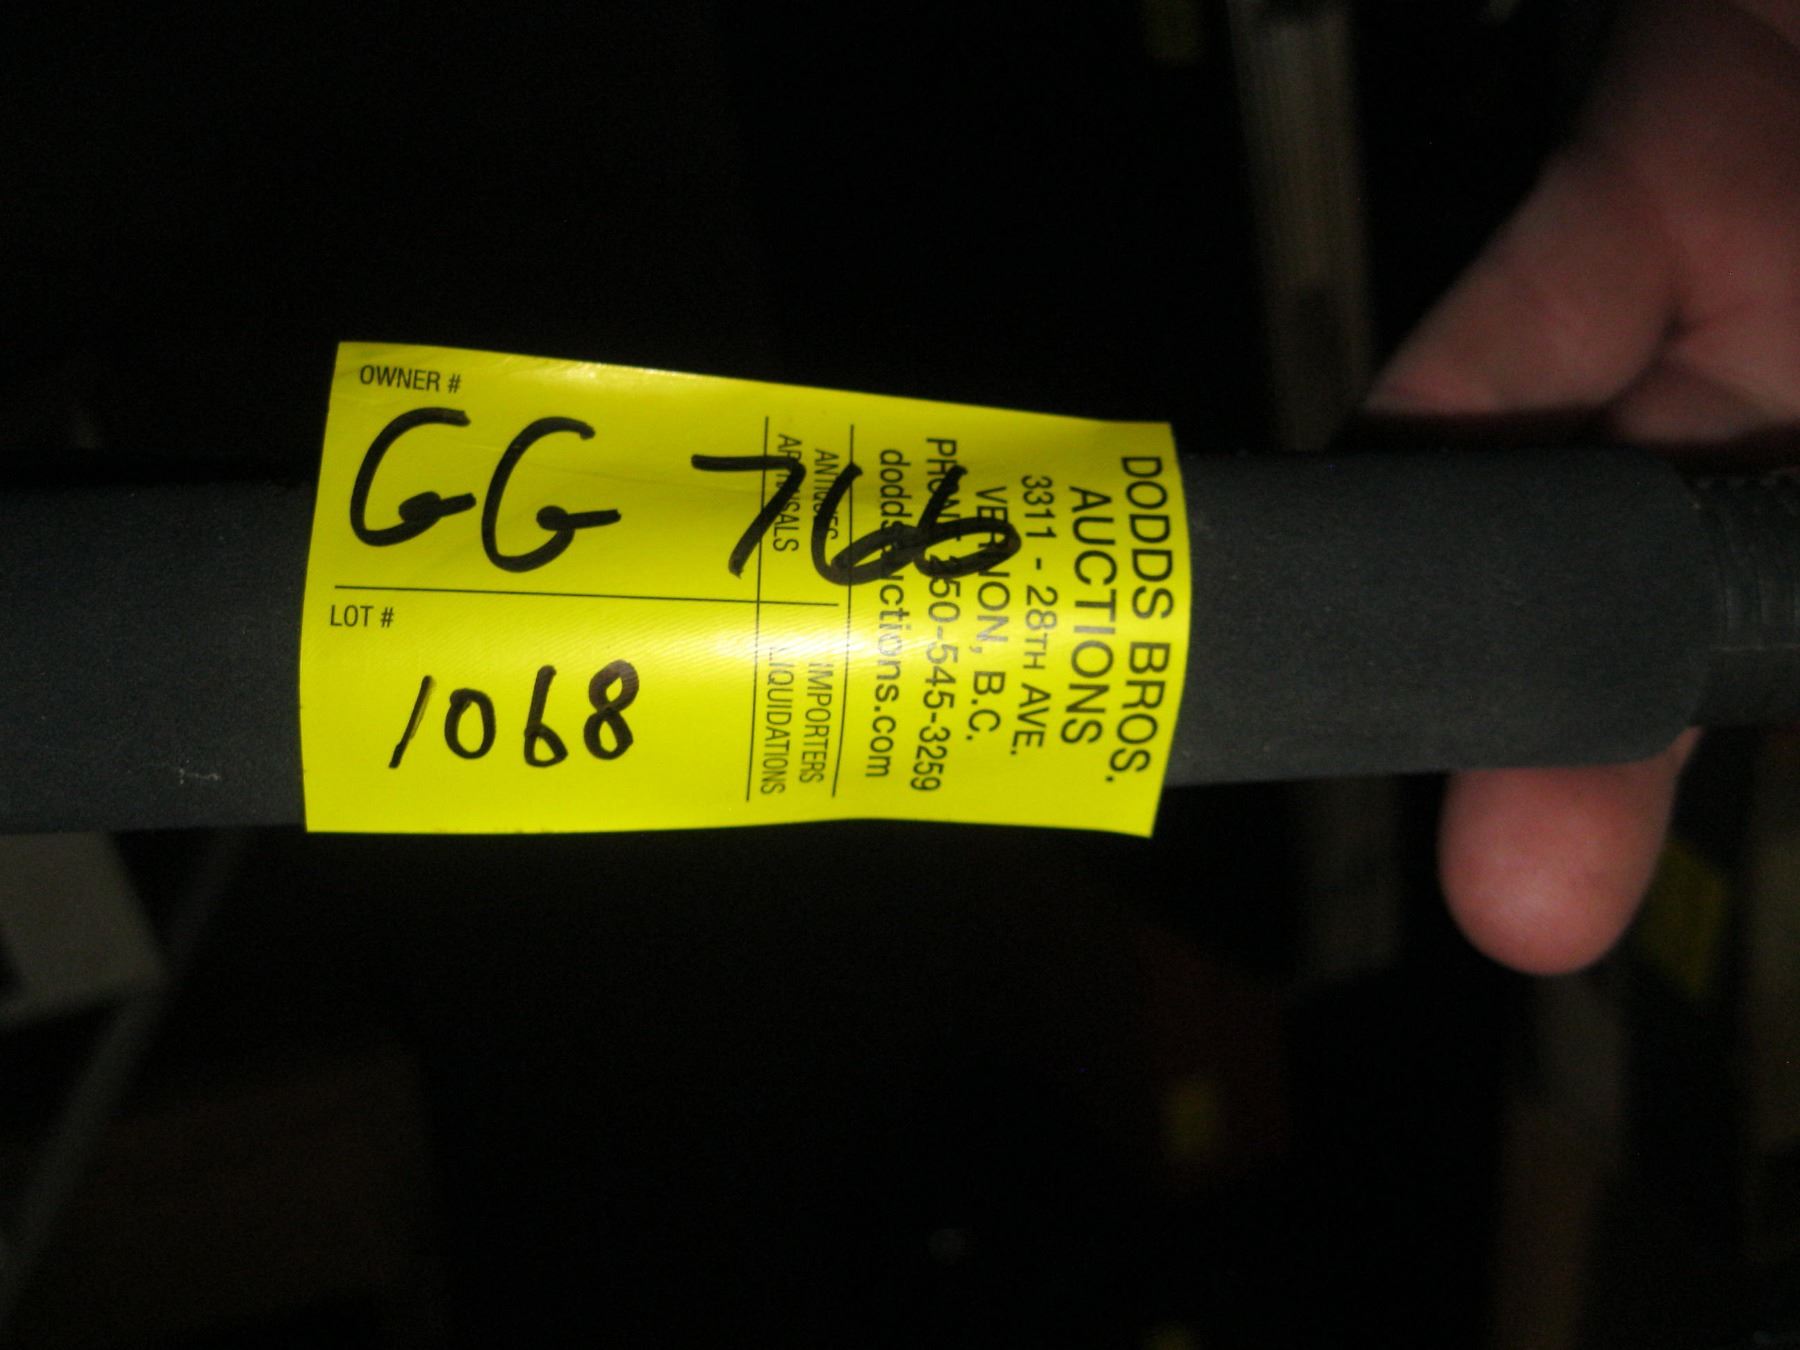 OWNER #
GG 766
LOT #
1068
DODDS BROS.
AUCTIONS
3311 - 28TH AVE.
VERNON, B.C.
PHONE 250-545-3259
doddsauctions.com
ANTIQUES IMPORTERS
APPRAISALS LIQUIDATIONS